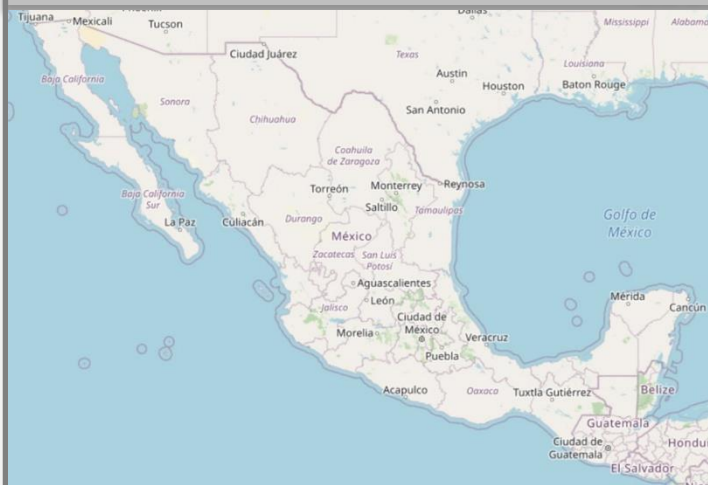 Phoenix
Dallas
Tijuana
Mexicali
Tucson
Mississippi
Alabama
Ciudad Juárez
Texas
Louisiana
Baja California
Austin
Houston
Baton Rouge
Sonora
San Antonio
Chihuahua
Coahuila
de Zaragoza
Torreón
Monterrey
Reynosa
Baja California
Sur
Saltillo
Tamaulipas
La Paz
Culiacán
Durango
Golfo de
México
México
Zacatecas
San Luis
Potosí
Aguascalientes
Mérida
Cancún
Jalisco
León
Ciudad de
México
Morelia
Veracruz
Puebla
Acapulco
Oaxaca
Tuxtla Gutiérrez
Belize
Guatemala
Ciudad de
Guatemala
Hondu
El Salvador